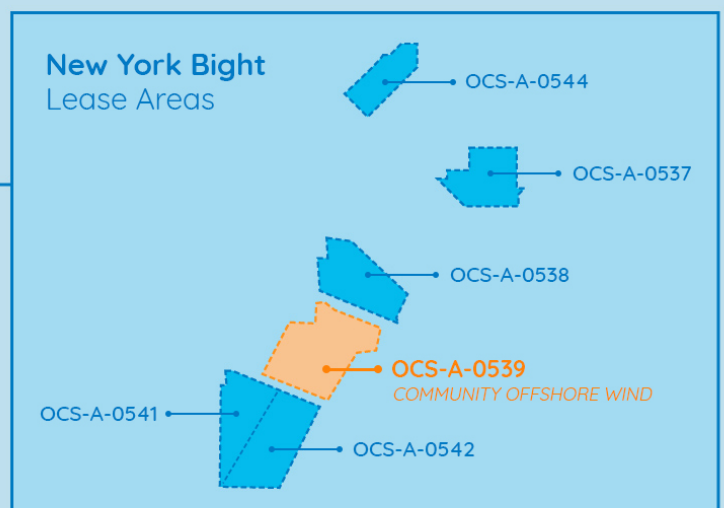 New York Bight
Lease Areas
OCS-A-0544
OCS-A-0537
OCS-A-0538
OCS-A-0539
COMMUNITY OFFSHORE WIND
OCS-A-0541
OCS-A-0542